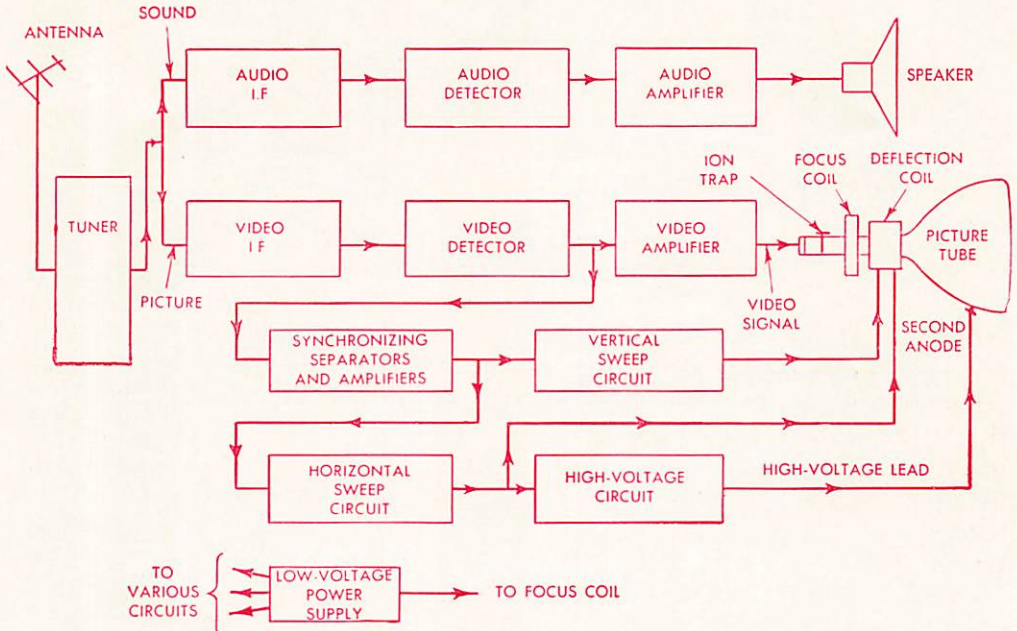 SOUND
ANTENNA
AUDIO
I.F
AUDIO
DETECTOR
AUDIO
AMPLIFIER
SPEAKER
TUNER
ION
TRAP
FOCUS
COIL
DEFLECTION
COIL
VIDEO
I F
VIDEO
DETECTOR
VIDEO
AMPLIFIER
PICTURE
TUBE
PICTURE
VIDEO
SIGNAL
SECOND
ANODE
SYNCHRONIZING
SEPARATORS
AND AMPLIFIERS
VERTICAL
SWEEP
CIRCUIT
HORIZONTAL
SWEEP
CIRCUIT
HIGH-VOLTAGE
CIRCUIT
HIGH-VOLTAGE LEAD
TO
VARIOUS
CIRCUITS
LOW-VOLTAGE
POWER
SUPPLY
TO FOCUS COIL